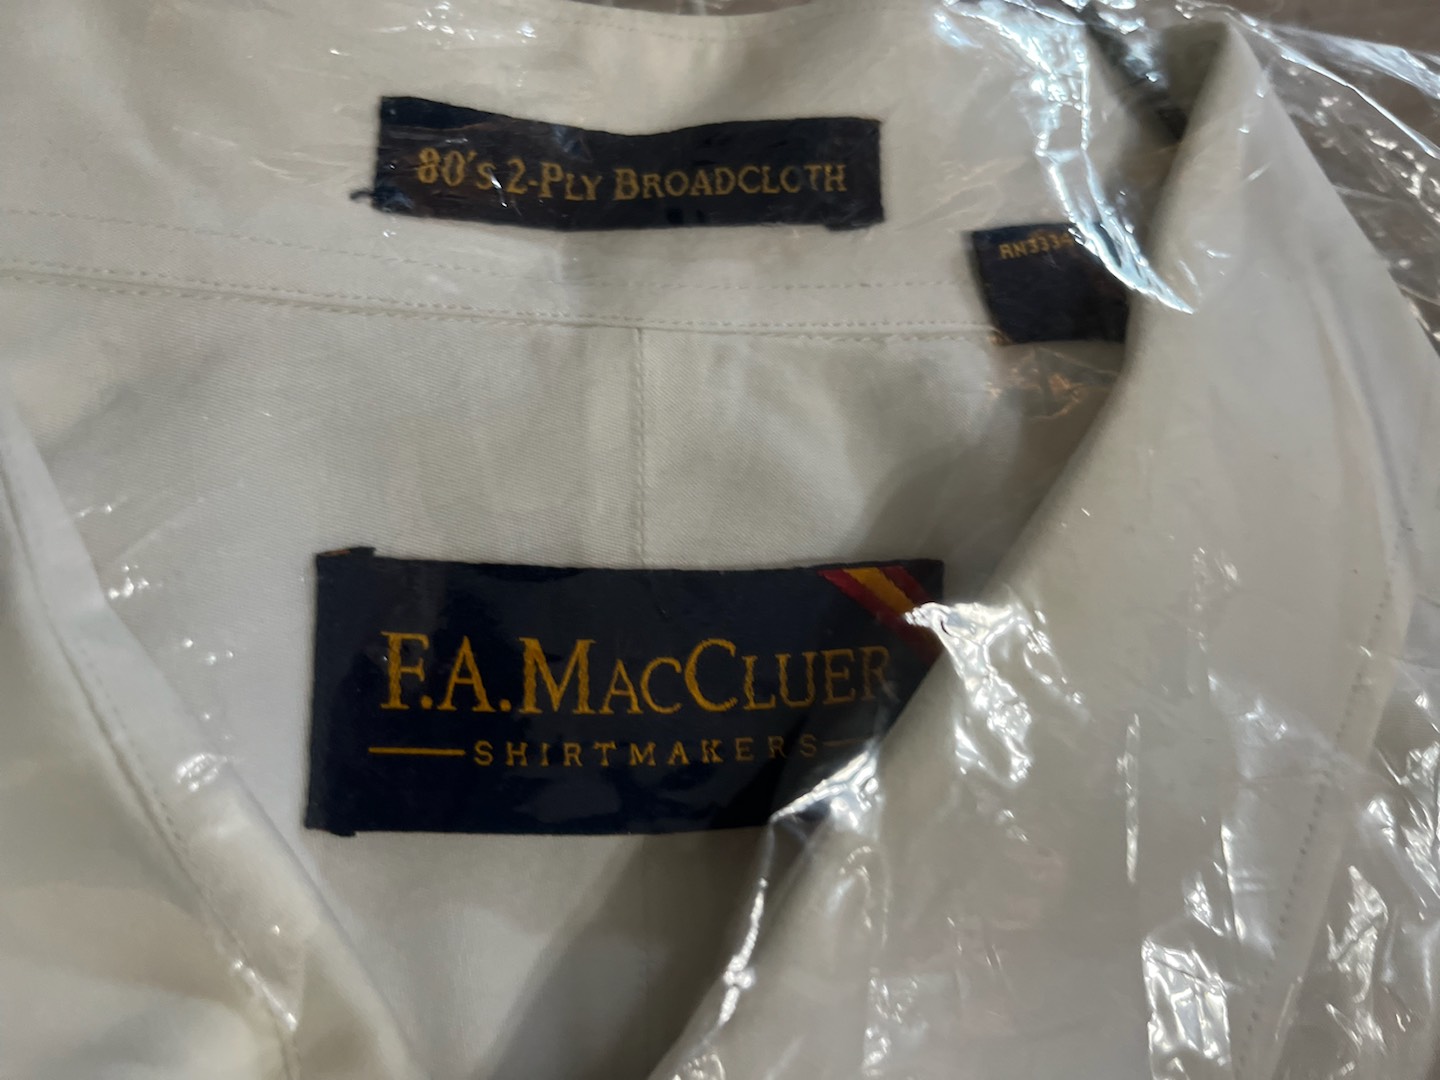 80's 2-Ply Broadcloth
F.A. MacCluer
SHIRTMAKERS